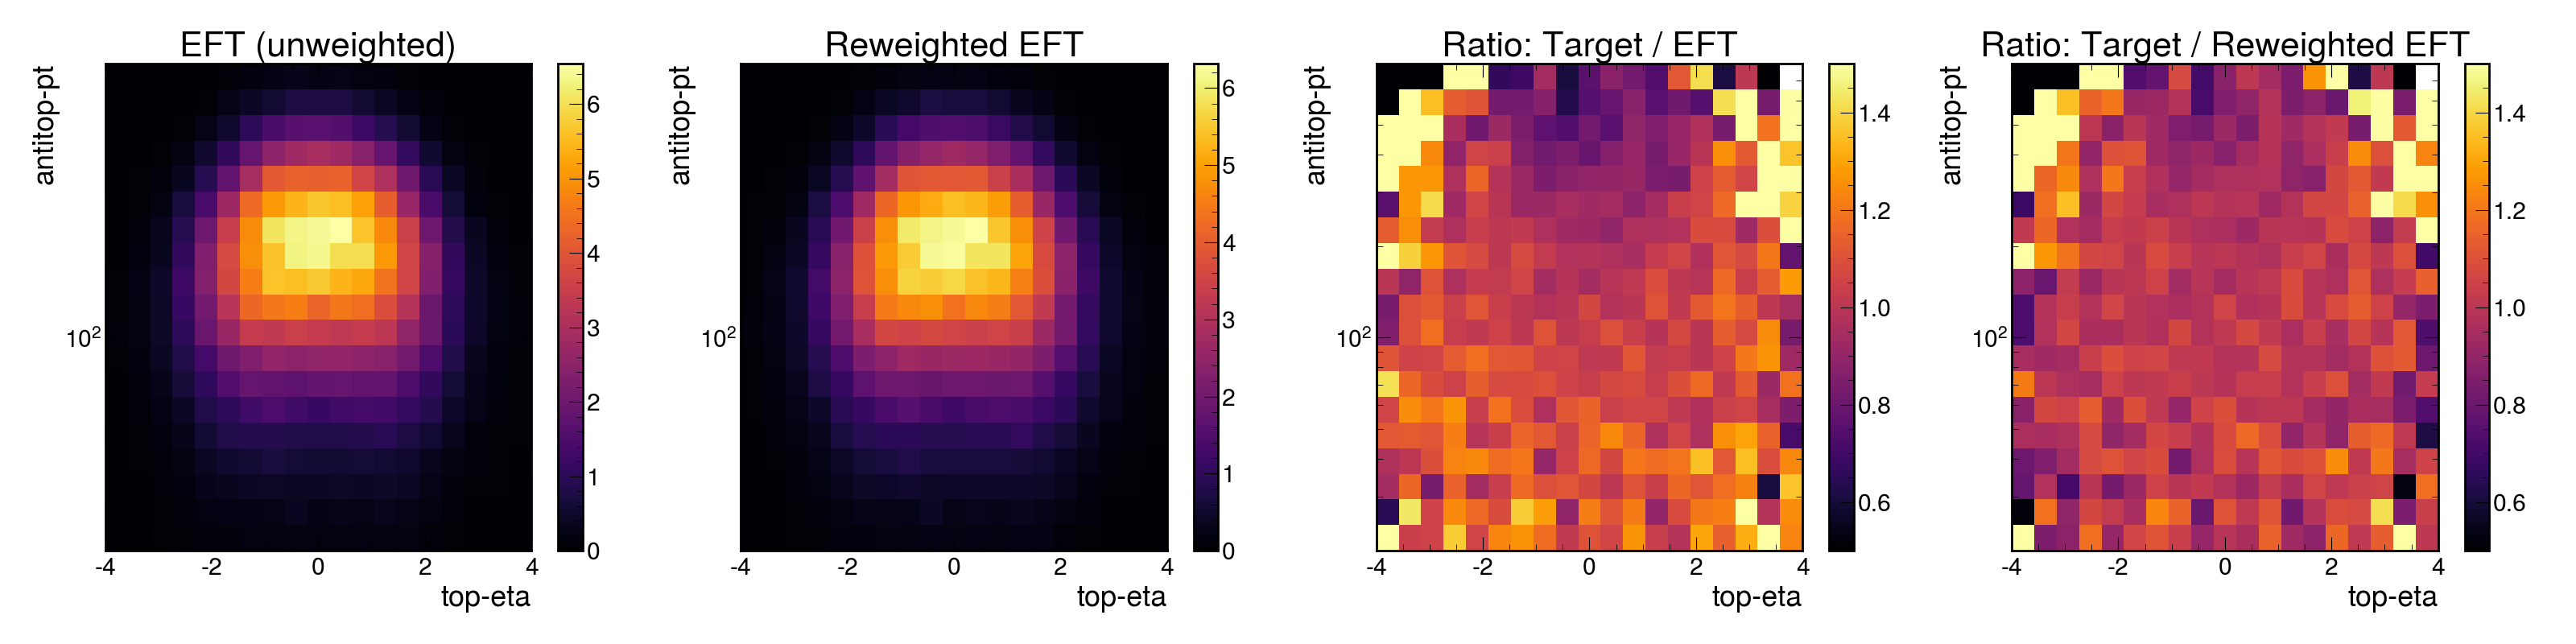 EFT (unweighted)
antitop-pt
10²
-4 -2 0 2 4
top-eta
6
5
4
3
2
1
0
Reweighted EFT
antitop-pt
10²
-4 -2 0 2 4
top-eta
6
5
4
3
2
1
0
Ratio: Target / EFT
antitop-pt
10²
-4 -2 0 2 4
top-eta
1.4
1.2
1.0
0.8
0.6
Ratio: Target / Reweighted EFT
antitop-pt
10²
-4 -2 0 2 4
top-eta
1.4
1.2
1.0
0.8
0.6